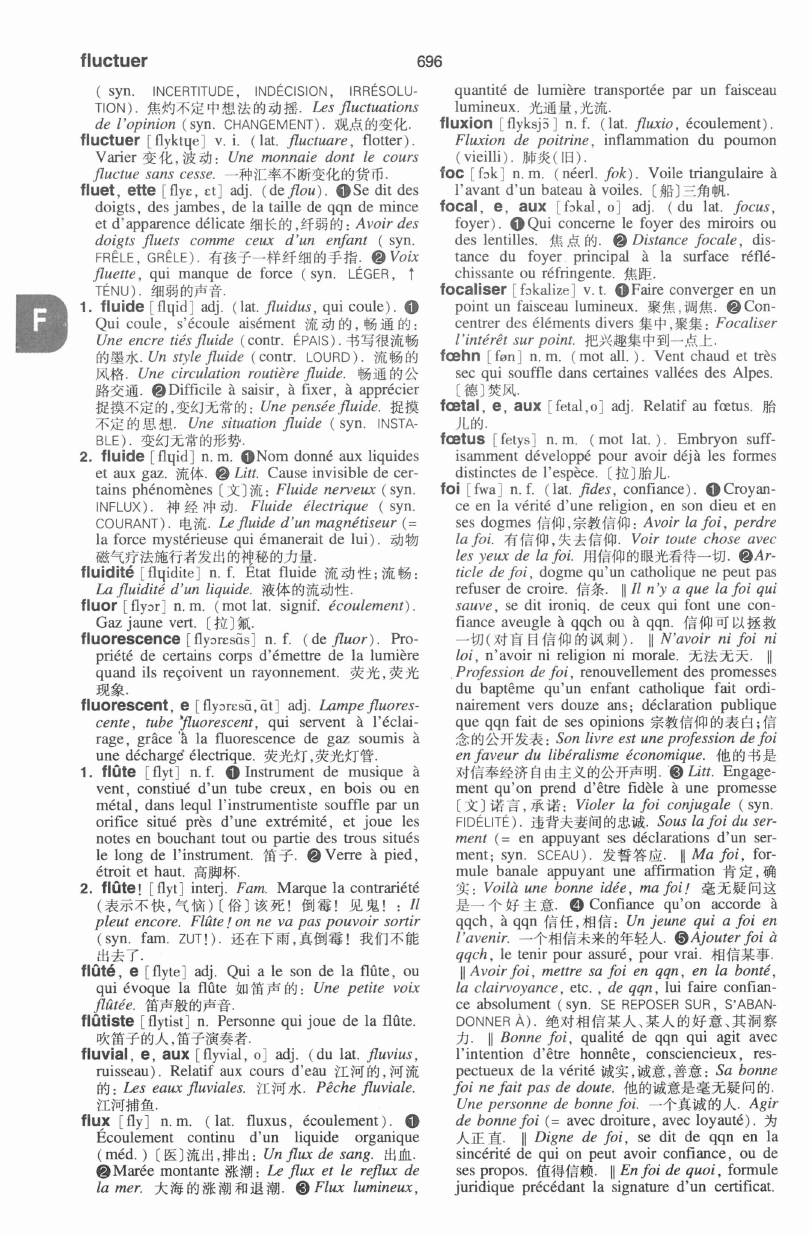 fluctuer
696
( syn. INCERTITUDE, INDÉCISION, IRRÉSOLU-
TION). 焦灼不定中想法的动摇. Les fluctuations
de l'opinion (syn. CHANGEMENT). 观点的变化.
fluctuer [flyktɥe] v. i. (lat. fluctuare, flotter).
Varier 变化,波动: Une monnaie dont le cours
fluctue sans cesse. 一种汇率不断变化的货币.
fluet, ette [flyɛ, ɛt] adj. (de flou). ❶Se dit des
doigts, des jambes, de la taille de qqn de mince
et d'apparence délicate 细长的,纤弱的: Avoir des
doigts fluets comme ceux d'un enfant ( syn.
FRÊLE, GRÊLE). 有孩子一样纤细的手指. ❷Voix
fluette, qui manque de force (syn. LÉGER, ↑
TÉNU). 细弱的声音.
F
1. fluide [flɥid] adj. (lat. fluidus, qui coule). ❶
Qui coule, s'écoule aisément 流动的,畅通的:
Une encre tiés fluide (contr. ÉPAIS). 书写很流畅
的墨水. Un style fluide (contr. LOURD). 流畅的
风格. Une circulation routière fluide. 畅通的公
路交通. ❷Difficile à saisir, à fixer, à apprécier
捉摸不定的,变幻无常的: Une pensée fluide. 捉摸
不定的思想. Une situation fluide ( syn. INSTA-
BLE). 变幻无常的形势.
2. fluide [flɥid] n. m. ❶Nom donné aux liquides
et aux gaz. 流体. ❷ Litt. Cause invisible de cer-
tains phénomènes [文]流: Fluide nerveux (syn.
INFLUX). 神经冲动. Fluide électrique ( syn.
COURANT). 电流. Le fluide d'un magnétiseur (=
la force mystérieuse qui émanerait de lui). 动物
磁气疗法施行者发出的神秘的力量.
fluidité [flɥidite] n. f. État fluide 流动性;流畅:
La fluidité d'un liquide. 液体的流动性.
fluor [flyɔr] n. m. (mot lat. signif. écoulement).
Gaz jaune vert. [拉]氟.
fluorescence [flyɔresɑ̃s] n. f. (de fluor). Pro-
priété de certains corps d'émettre de la lumière
quand ils reçoivent un rayonnement. 荧光,荧光
现象.
fluorescent, e [flyɔrɛsɑ̃, ɑ̃t] adj. Lampe fluores-
cente, tube fluorescent, qui servent à l'éclai-
rage, grâce à la fluorescence de gaz soumis à
une décharge électrique. 荧光灯,荧光灯管.
1. flûte [flyt] n. f. ❶ Instrument de musique à
vent, constiué d'un tube creux, en bois ou en
métal, dans lequl l'instrumentiste souffle par un
orifice situé près d'une extrémité, et joue les
notes en bouchant tout ou partie des trous situés
le long de l'instrument. 笛子. ❷Verre à pied,
étroit et haut. 高脚杯.
2. flûte! [flyt] interj. Fam. Marque la contrariété
(表示不快,气恼)[俗]该死! 倒霉! 见鬼! : Il
pleut encore. Flûte! on ne va pas pouvoir sortir
(syn. fam. ZUT!). 还在下雨,真倒霉! 我们不能
出去了.
flûté, e [flyte] adj. Qui a le son de la flûte, ou
qui évoque la flûte 如笛声的: Une petite voix
flûtée. 笛声般的声音.
flûtiste [flytist] n. Personne qui joue de la flûte.
吹笛子的人,笛子演奏者.
fluvial, e, aux [flyvial, o] adj. (du lat. fluvius,
ruisseau). Relatif aux cours d'eau 江河的,河流
的: Les eaux fluviales. 江河水. Pêche fluviale.
江河捕鱼.
flux [fly] n. m. ( lat. fluxus, écoulement). ❶
Écoulement continu d'un liquide organique
(méd.) [医]流出,排出: Un flux de sang. 出血.
❷Marée montante 涨潮: Le flux et le reflux de
la mer. 大海的涨潮和退潮. ❸ Flux lumineux,
quantité de lumière transportée par un faisceau
lumineux. 光通量,光流.
fluxion [flyksjɔ̃] n. f. (lat. fluxio, écoulement).
Fluxion de poitrine, inflammation du poumon
(vieilli). 肺炎(旧).
foc [fɔk] n. m. (néerl. fok). Voile triangulaire à
l'avant d'un bateau à voiles. [船]三角帆.
focal, e, aux [fɔkal, o] adj. ( du lat. focus,
foyer). ❶Qui concerne le foyer des miroirs ou
des lentilles. 焦点的. ❷ Distance focale, dis-
tance du foyer principal à la surface réflé-
chissante ou réfringente. 焦距.
focaliser [fɔkalize] v. t. ❶Faire converger en un
point un faisceau lumineux. 聚焦,调焦. ❷Con-
centrer des éléments divers 集中,聚集: Focaliser
l'intérêt sur point. 把兴趣集中到一点上.
fœhn [føn] n. m. (mot all.). Vent chaud et très
sec qui souffle dans certaines vallées des Alpes.
[德]焚风.
fœtal, e, aux [fetal,o] adj. Relatif au fœtus. 胎
儿的.
fœtus [fetys] n. m. (mot lat.). Embryon suff-
isamment développé pour avoir déjà les formes
distinctes de l'espèce. [拉]胎儿.
foi [fwa] n. f. (lat. fides, confiance). ❶Croyan-
ce en la vérité d'une religion, en son dieu et en
ses dogmes 信仰,宗教信仰: Avoir la foi, perdre
la foi. 有信仰,失去信仰. Voir toute chose avec
les yeux de la foi. 用信仰的眼光看待一切. ❷Ar-
ticle de foi, dogme qu'un catholique ne peut pas
refuser de croire. 信条. ‖ Il n'y a que la foi qui
sauve, se dit ironiq. de ceux qui font une con-
fiance aveugle à qqch ou à qqn. 信仰可以拯救
一切(对盲目信仰的讽刺). ‖ N'avoir ni foi ni
loi, n'avoir ni religion ni morale. 无法无天. ‖
Profession de foi, renouvellement des promesses
du baptême qu'un enfant catholique fait ordi-
nairement vers douze ans; déclaration publique
que qqn fait de ses opinions 宗教信仰的表白;信
念的公开发表: Son livre est une profession de foi
en faveur du libéralisme économique. 他的书是
对信奉经济自由主义的公开声明. ❸ Litt. Engage-
ment qu'on prend d'être fidèle à une promesse
[文]诺言,承诺: Violer la foi conjugale (syn.
FIDÉLITÉ). 违背夫妻间的忠诚. Sous la foi du ser-
ment (= en appuyant ses déclarations d'un ser-
ment; syn. SCEAU). 发誓答应. ‖ Ma foi, for-
mule banale appuyant une affirmation 肯定,确
实: Voilà une bonne idée, ma foi! 毫无疑问这
是一个好主意. ❹ Confiance qu'on accorde à
qqch, à qqn 信任,相信: Un jeune qui a foi en
l'avenir. 一个相信未来的年轻人. ❺Ajouter foi à
qqch, le tenir pour assuré, pour vrai. 相信某事.
‖ Avoir foi, mettre sa foi en qqn, en la bonté,
la clairvoyance, etc. , de qqn, lui faire confian-
ce absolument (syn. SE REPOSER SUR, S'ABAN-
DONNER À). 绝对相信某人、某人的好意、其洞察
力. ‖ Bonne foi, qualité de qqn qui agit avec
l'intention d'être honnête, consciencieux, res-
pectueux de la vérité 诚实,诚意,善意: Sa bonne
foi ne fait pas de doute. 他的诚意是毫无疑问的.
Une personne de bonne foi. 一个真诚的人. Agir
de bonne foi (= avec droiture, avec loyauté). 为
人正直. ‖ Digne de foi, se dit de qqn en la
sincérité de qui on peut avoir confiance, ou de
ses propos. 值得信赖. ‖ En foi de quoi, formule
juridique précédant la signature d'un certificat.